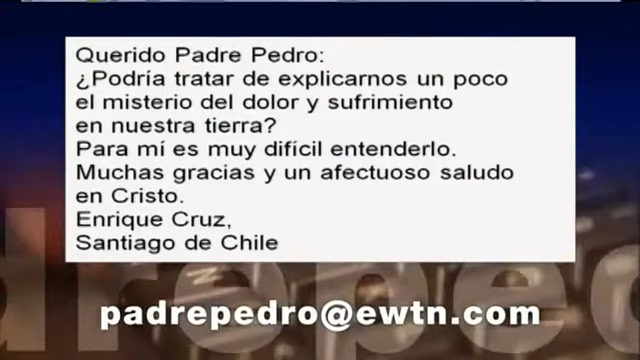 Querido Padre Pedro:
¿Podría tratar de explicarnos un poco
el misterio del dolor y sufrimiento
en nuestra tierra?
Para mí es muy difícil entenderlo.
Muchas gracias y un afectuoso saludo
en Cristo.
Enrique Cruz,
Santiago de Chile
drepedr
padrepedro@ewtn.com